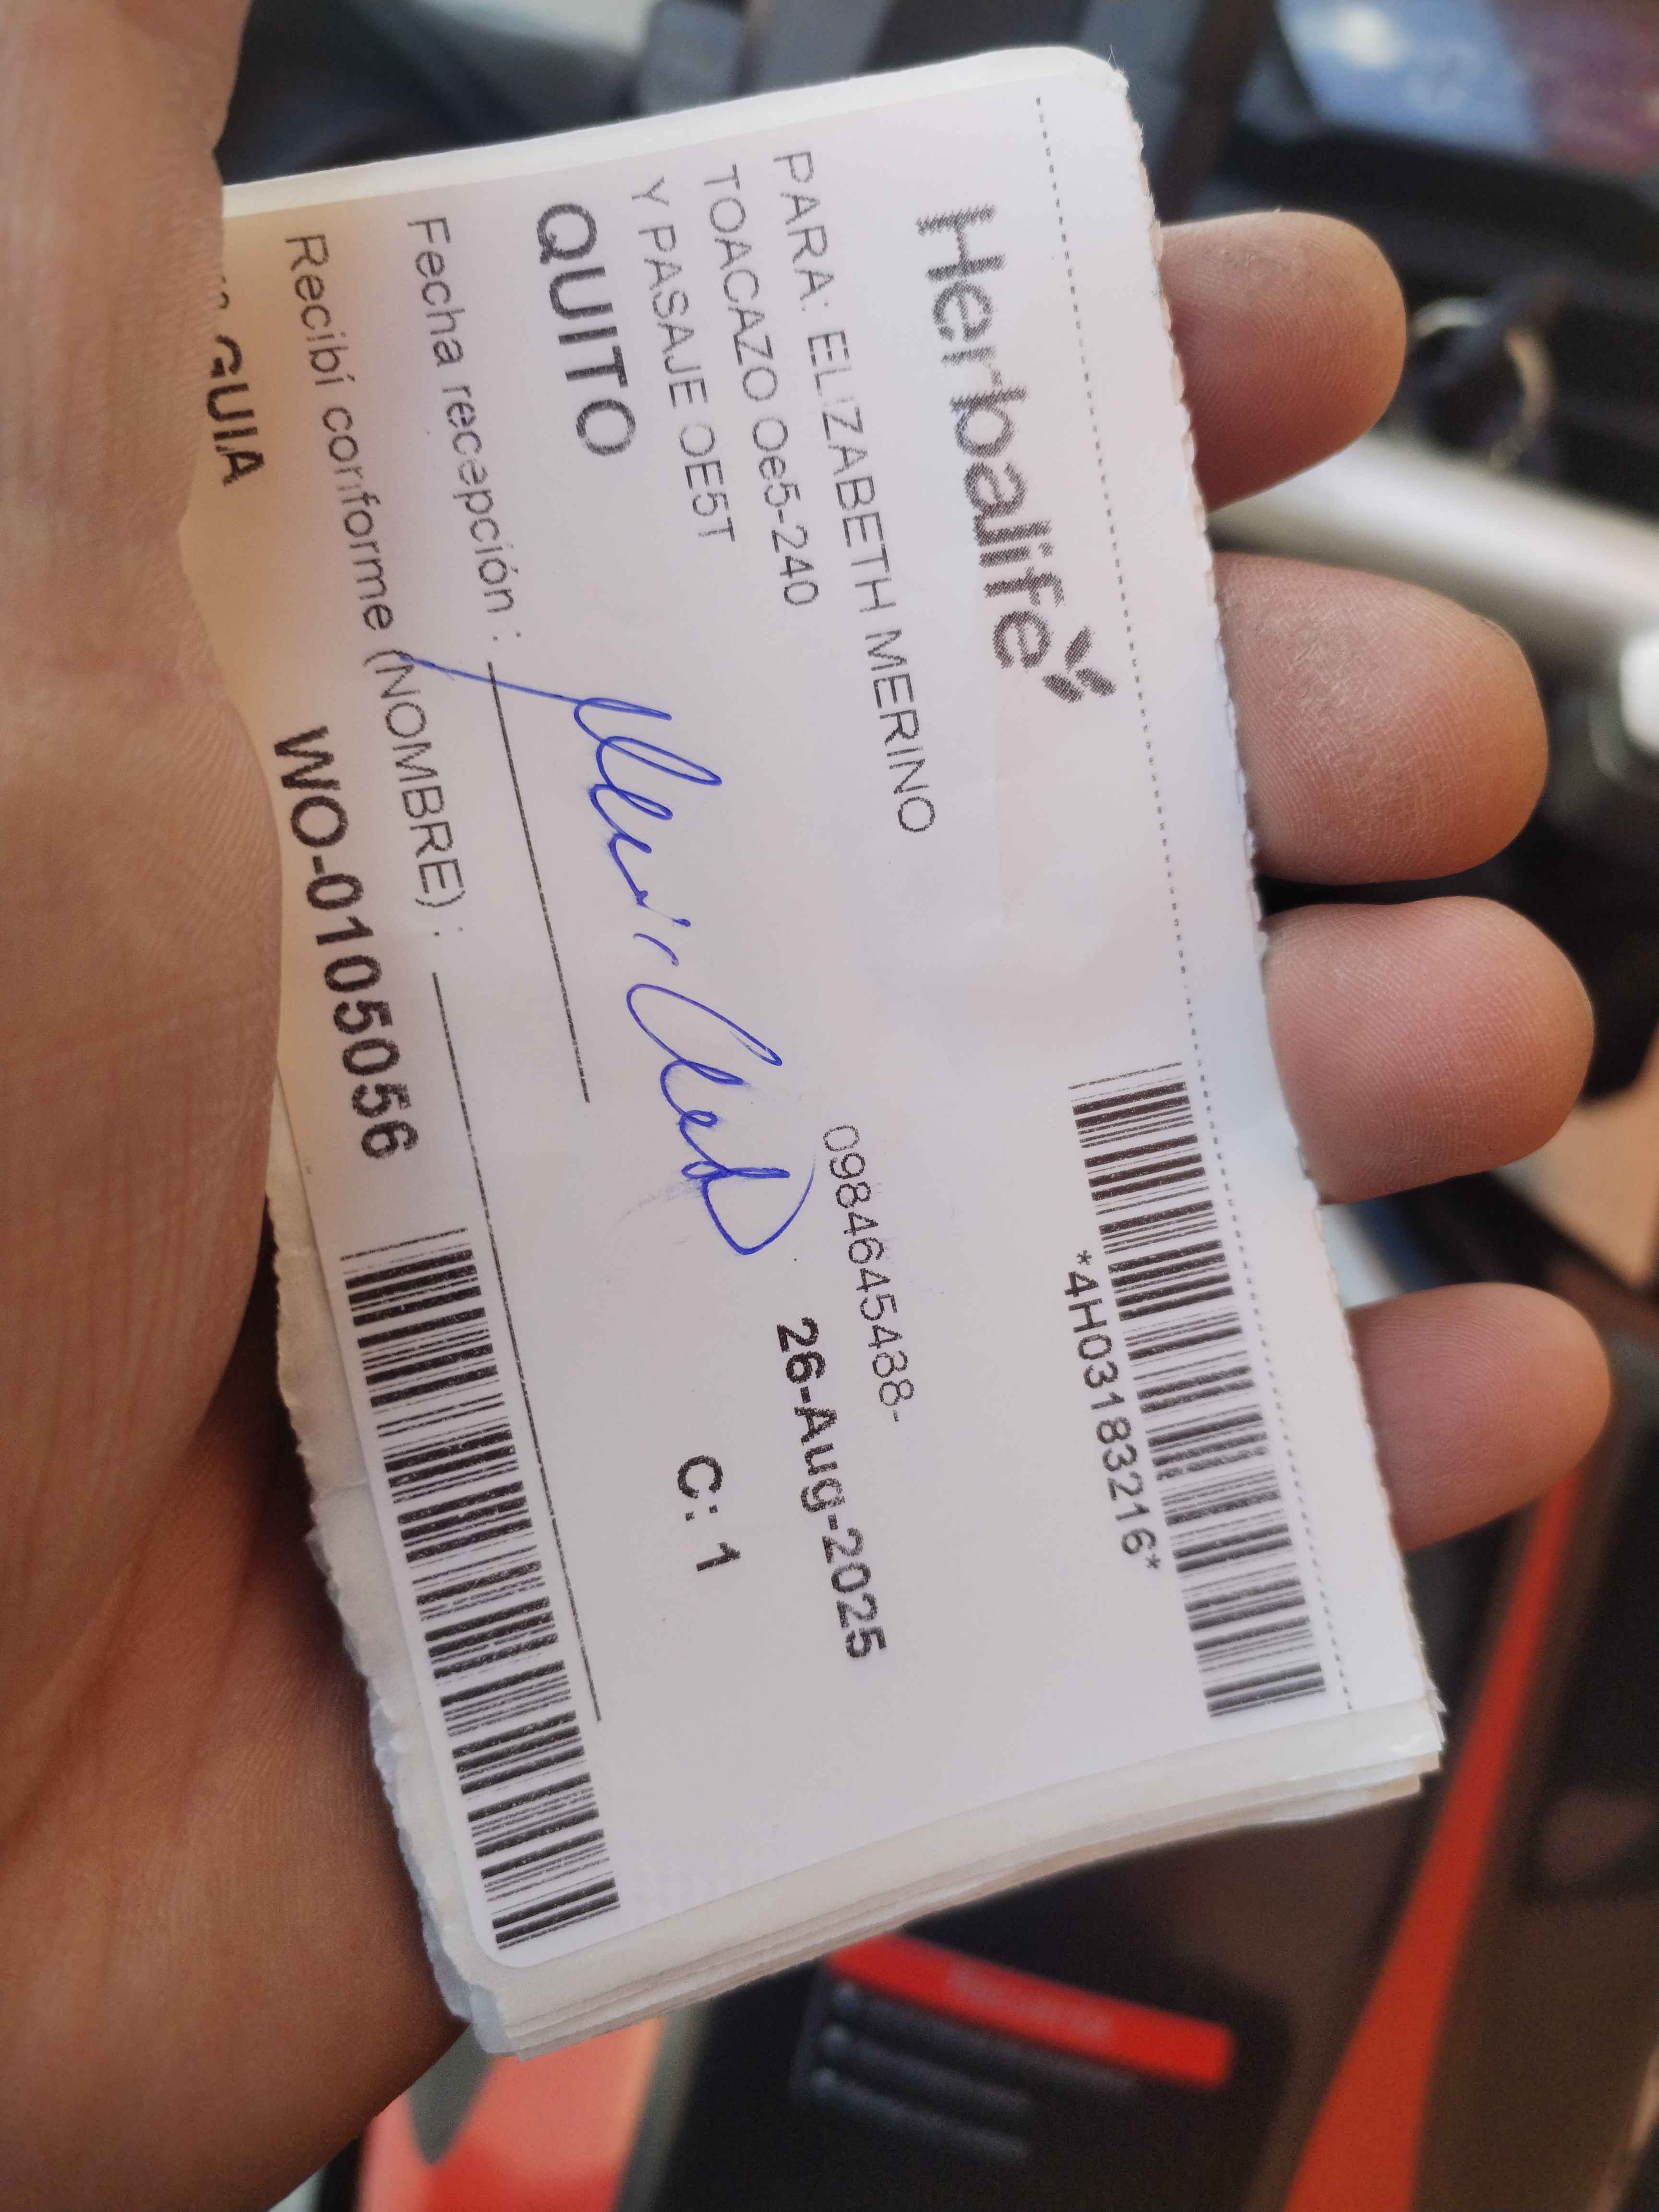 Herbalife
*4H03183216*
PARA: ELIZABETH MERINO
TOACAZO Oe5-240
0984645488-
Y PASAJE OE5T
26-Aug-2025
QUITO
C: 1
Fecha recepción :
Recibí conforme (NOMBRE) :
GUIA
WO-0105056